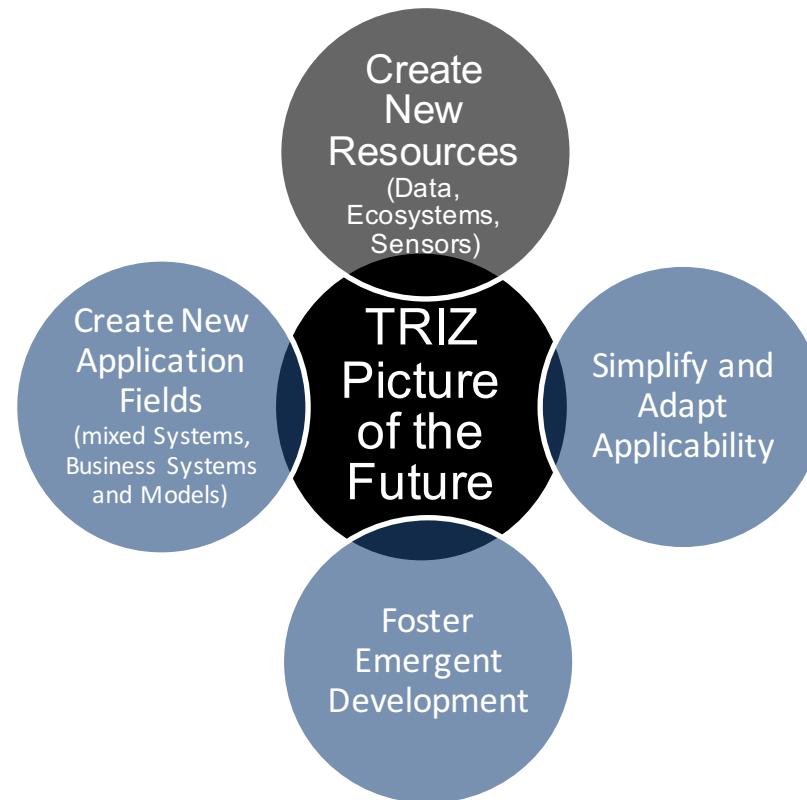 Create
New
Resources
(Data,
Ecosystems,
Sensors)
Create New
Application
Fields
(mixed Systems,
Business Systems
and Models)
TRIZ
Picture
of the
Future
Simplify and
Adapt
Applicability
Foster
Emergent
Development